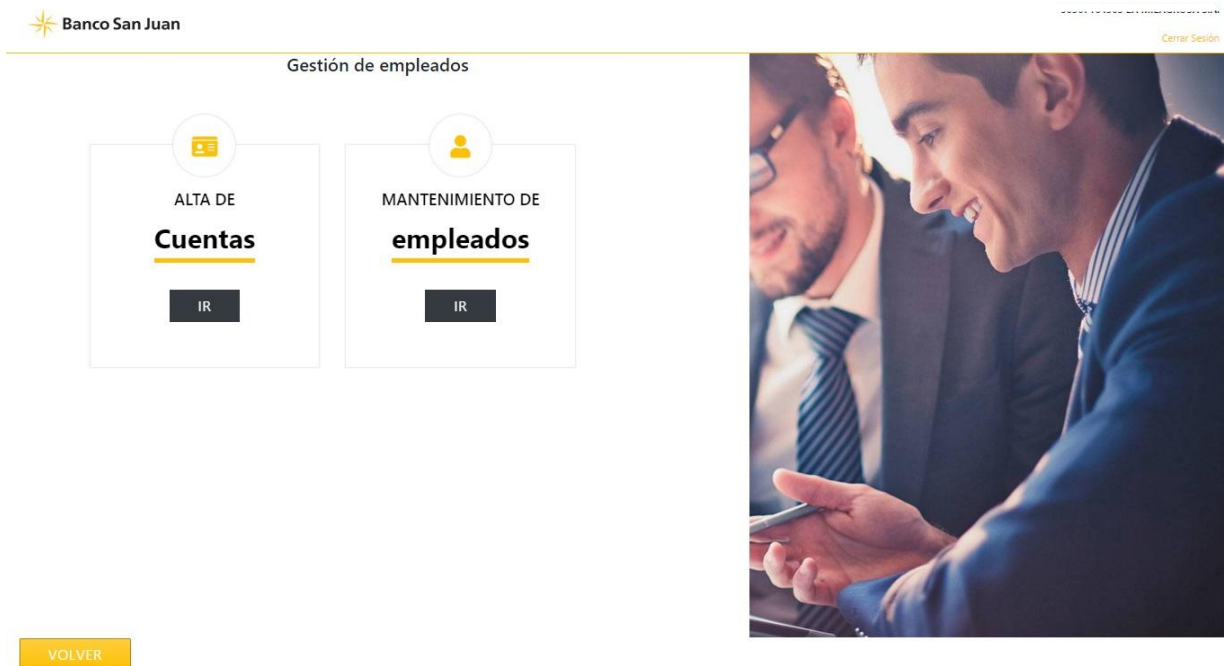 Banco San Juan
Cerrar Sesión
Gestión de empleados
ALTA DE
Cuentas
IR
MANTENIMIENTO DE
empleados
IR
VOLVER